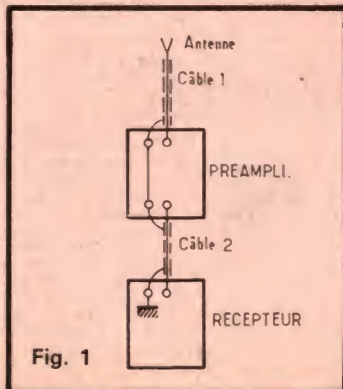 Antenne
Câble 1
PREAMPLI.
Câble 2
RECEPTEUR
Fig. 1